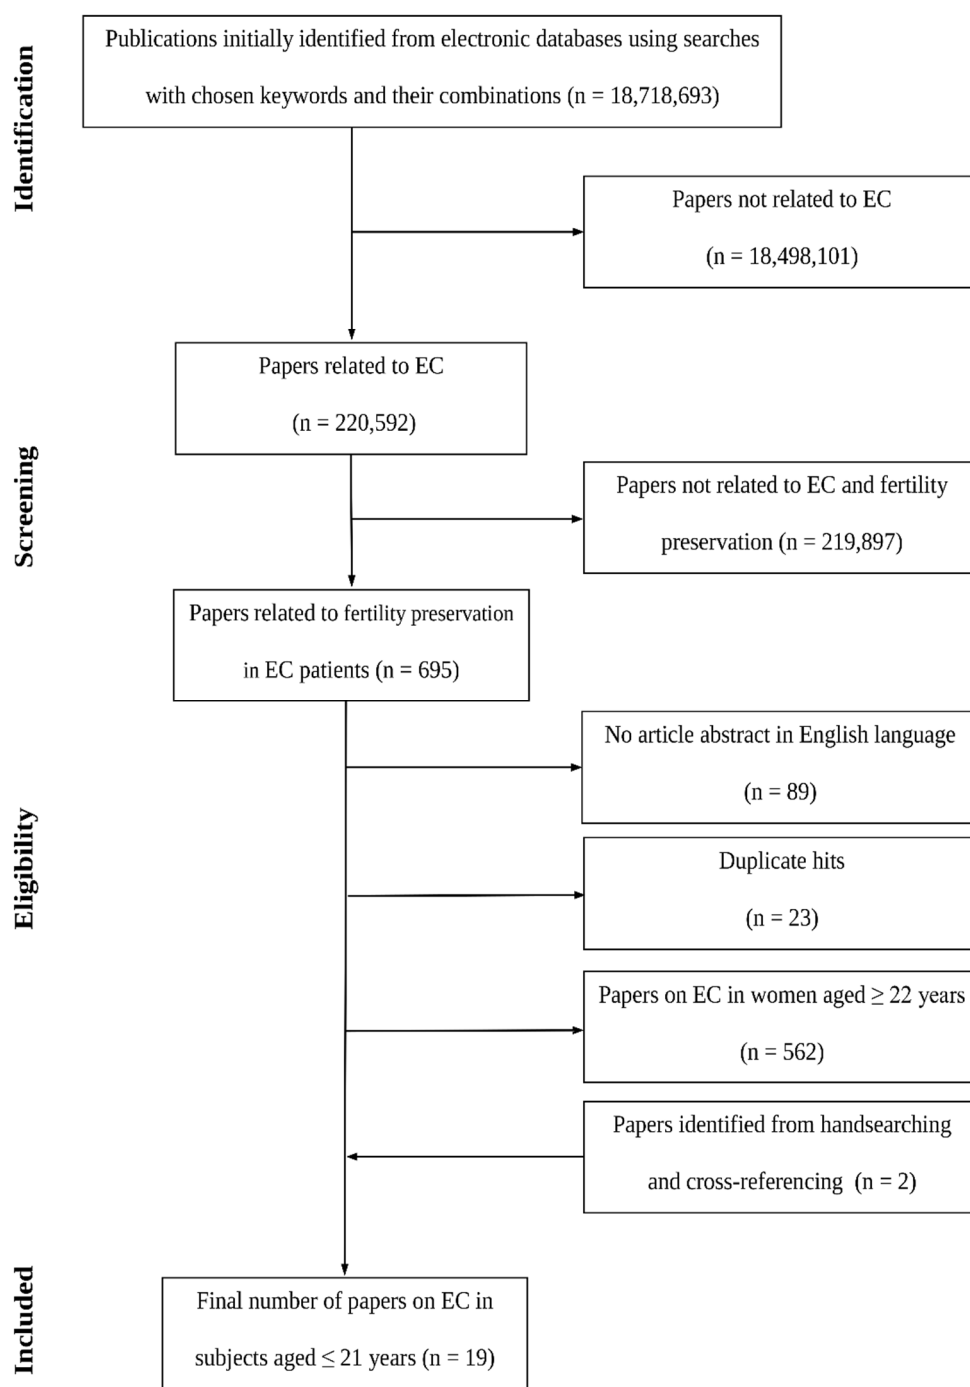 Identification
Publications initially identified from electronic databases using searches
with chosen keywords and their combinations (n = 18,718,693)
Papers not related to EC
(n = 18,498,101)
Papers related to EC
(n = 220,592)
Screening
Papers not related to EC and fertility
preservation (n = 219,897)
Papers related to fertility preservation
in EC patients (n = 695)
Eligibility
No article abstract in English language
(n = 89)
Duplicate hits
(n = 23)
Papers on EC in women aged ≥ 22 years
(n = 562)
Papers identified from handsearching
and cross-referencing (n = 2)
Included
Final number of papers on EC in
subjects aged ≤ 21 years (n = 19)